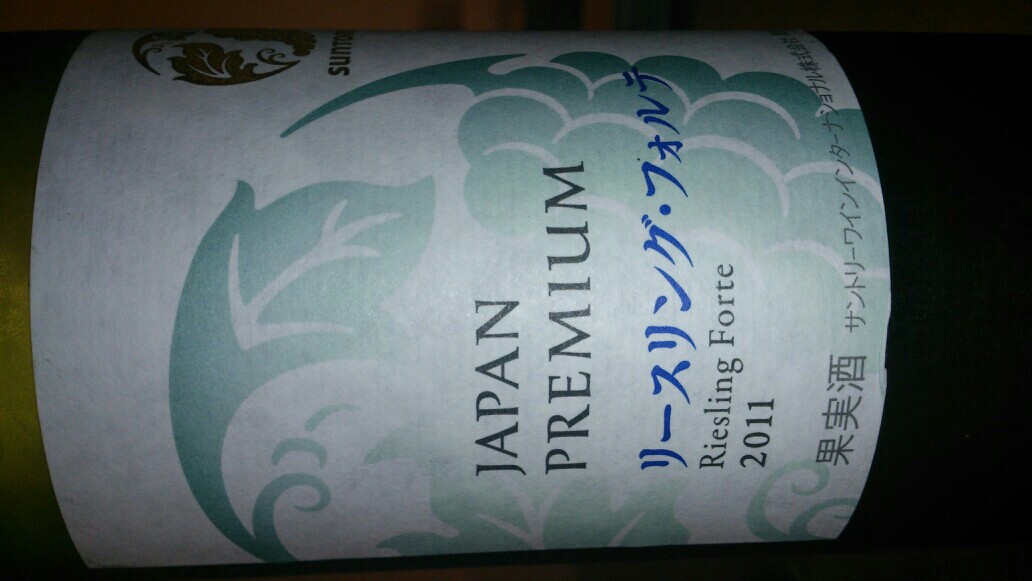 JAPAN
PREMIUM
リースリング・フォルテ
Riesling Forte
2011
果実酒 サントリーワインインターナショナル株式会社